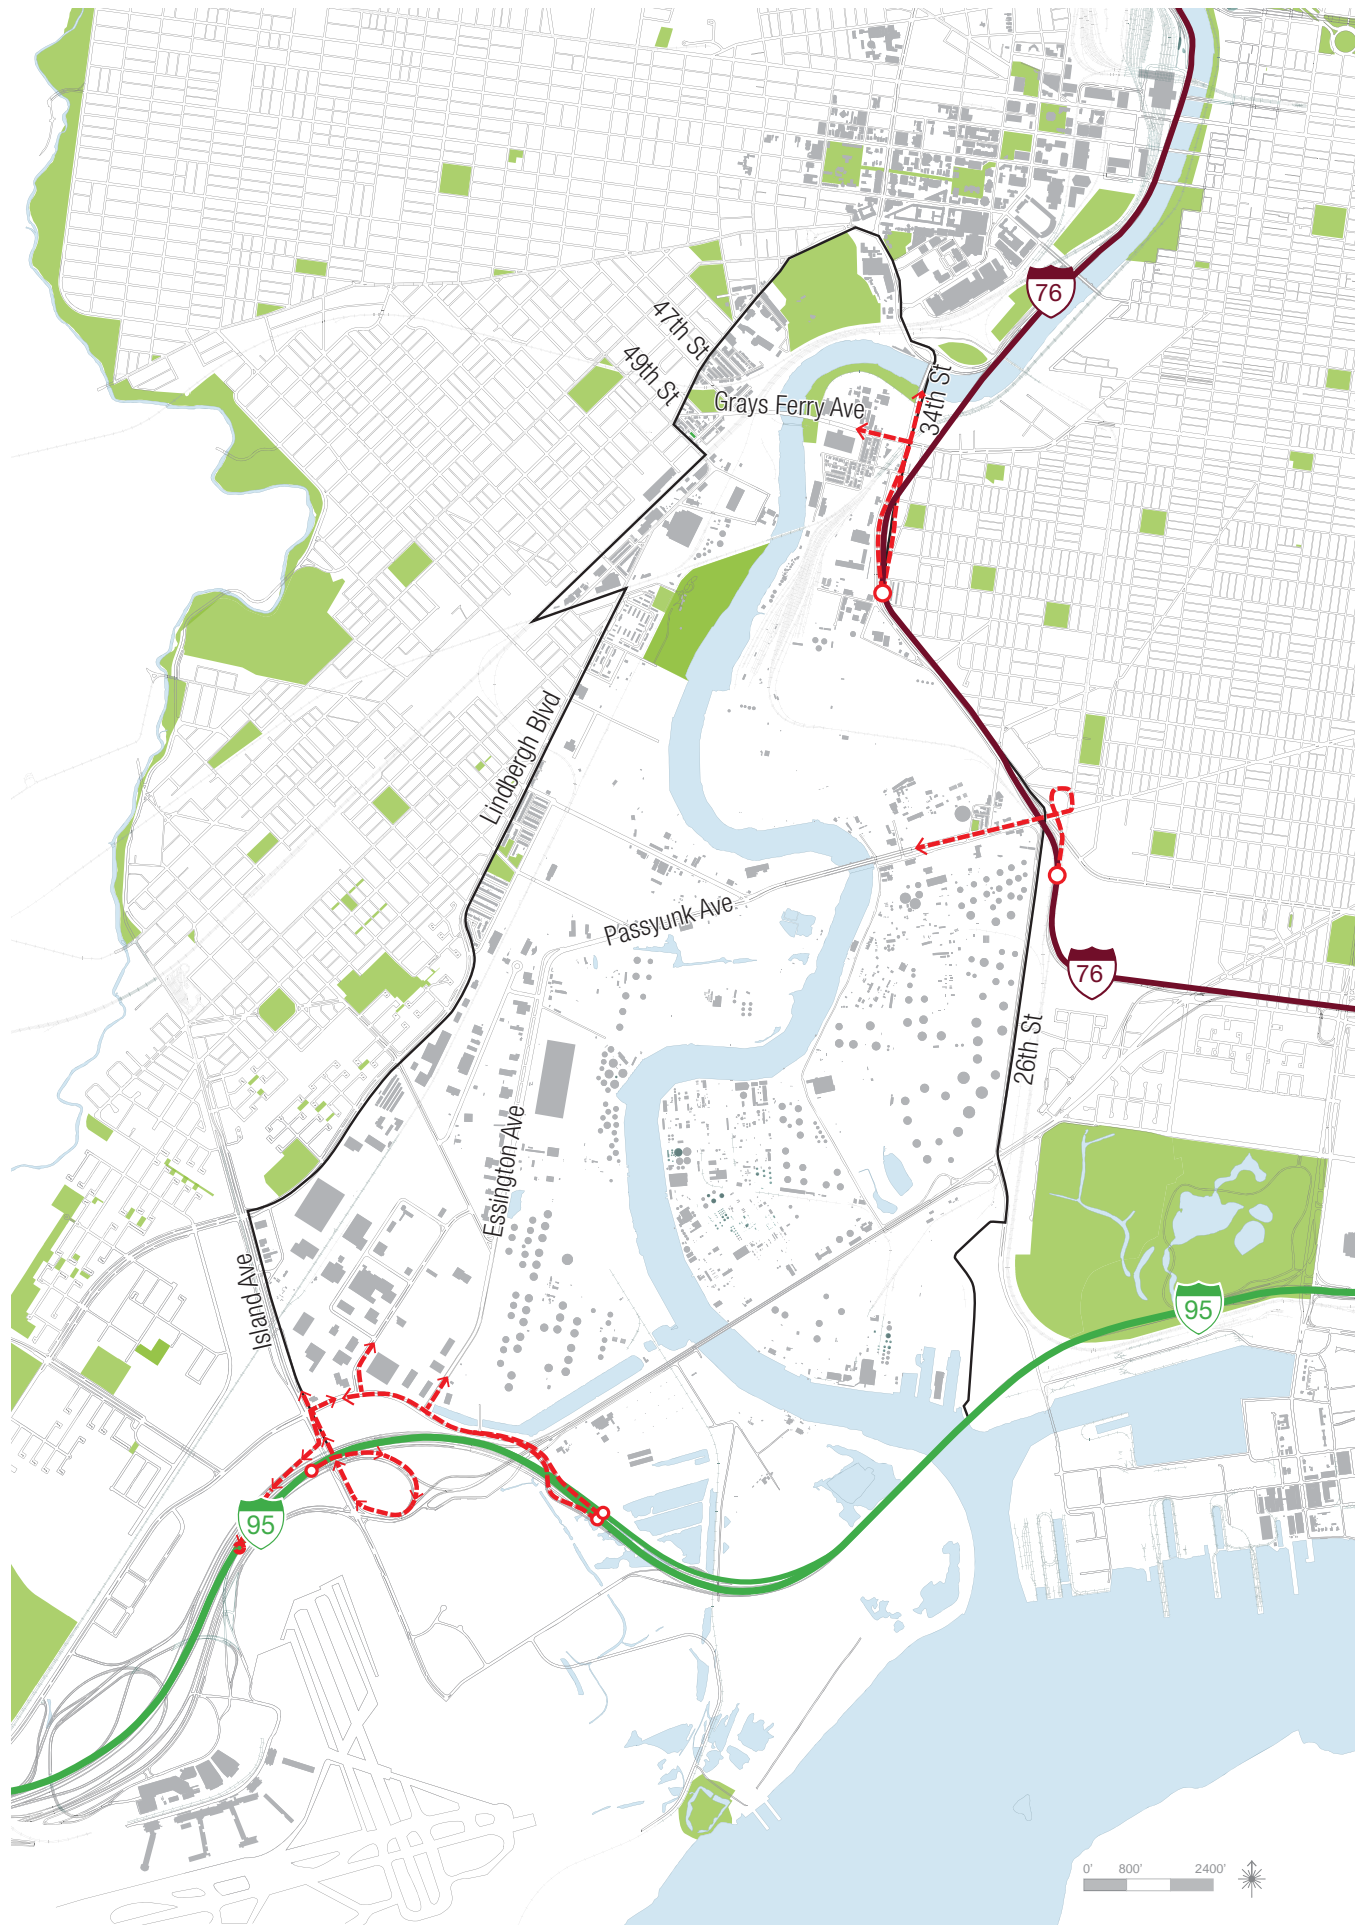 76
47th St
49th St
34th St
Grays Ferry Ave
Lindbergh Blvd
Passyunk Ave
76
26th St
Essington Ave
Island Ave
95
95
0' 800' 2400'